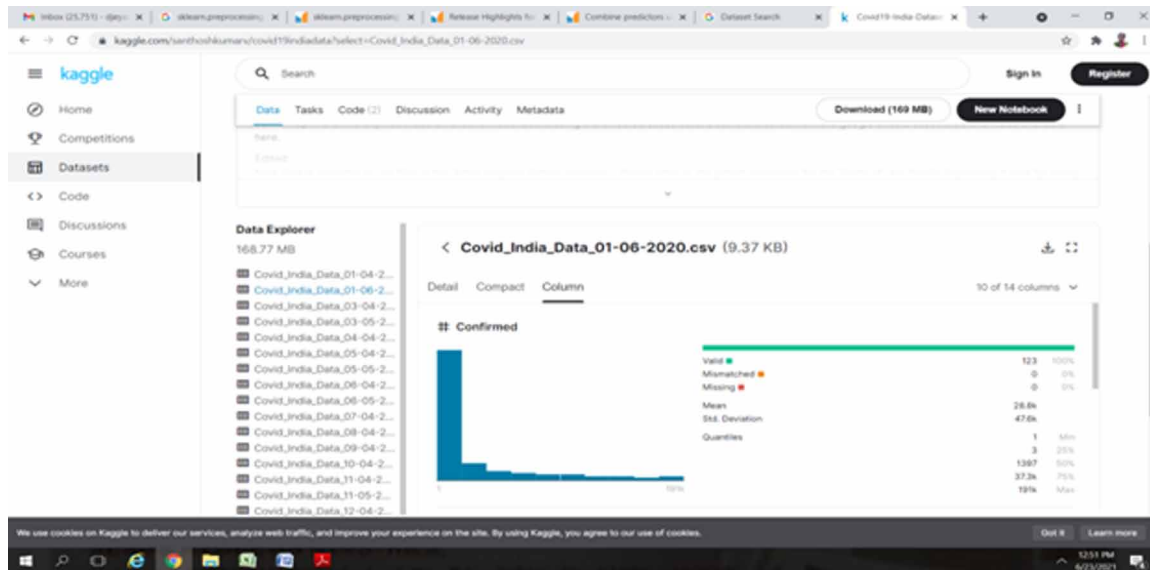 Inbox (25,751) - djayc
sklearn.preprocessing
sklearn.preprocessing
Release Highlights fo
Combine predictors u
Dataset Search
Covid19-India-Datase
kaggle.com/santhoshkumarv/covid19indiadata?select=Covid_India_Data_01-06-2020.csv
kaggle
Search
Sign In
Register
Data Tasks Code (2) Discussion Activity Metadata
Download (169 MB)
New Notebook
here.
Home
Competitions
Datasets
Code
Discussions
Courses
More
Data Explorer
168.77 MB
Covid_India_Data_01-04-2...
Covid_India_Data_01-06-2...
Covid_India_Data_03-04-2...
Covid_India_Data_03-05-2...
Covid_India_Data_04-04-2...
Covid_India_Data_05-04-2...
Covid_India_Data_05-05-2...
Covid_India_Data_06-04-2...
Covid_India_Data_06-05-2...
Covid_India_Data_07-04-2...
Covid_India_Data_08-04-2...
Covid_India_Data_09-04-2...
Covid_India_Data_10-04-2...
Covid_India_Data_11-04-2...
Covid_India_Data_11-05-2...
Covid_India_Data_12-04-2...
< Covid_India_Data_01-06-2020.csv (9.37 KB)
Detail Compact Column
10 of 14 columns
# Confirmed
1 191k
Valid 123 100%
Mismatched 0 0%
Missing 0 0%
Mean 28.6k
Std. Deviation 47.6k
Quantiles 1 Min
3 25%
1397 50%
37.3k 75%
191k Max
We use cookies on Kaggle to deliver our services, analyze web traffic, and improve your experience on the site. By using Kaggle, you agree to our use of cookies.
Got it
Learn more
12:51 PM
6/23/2021